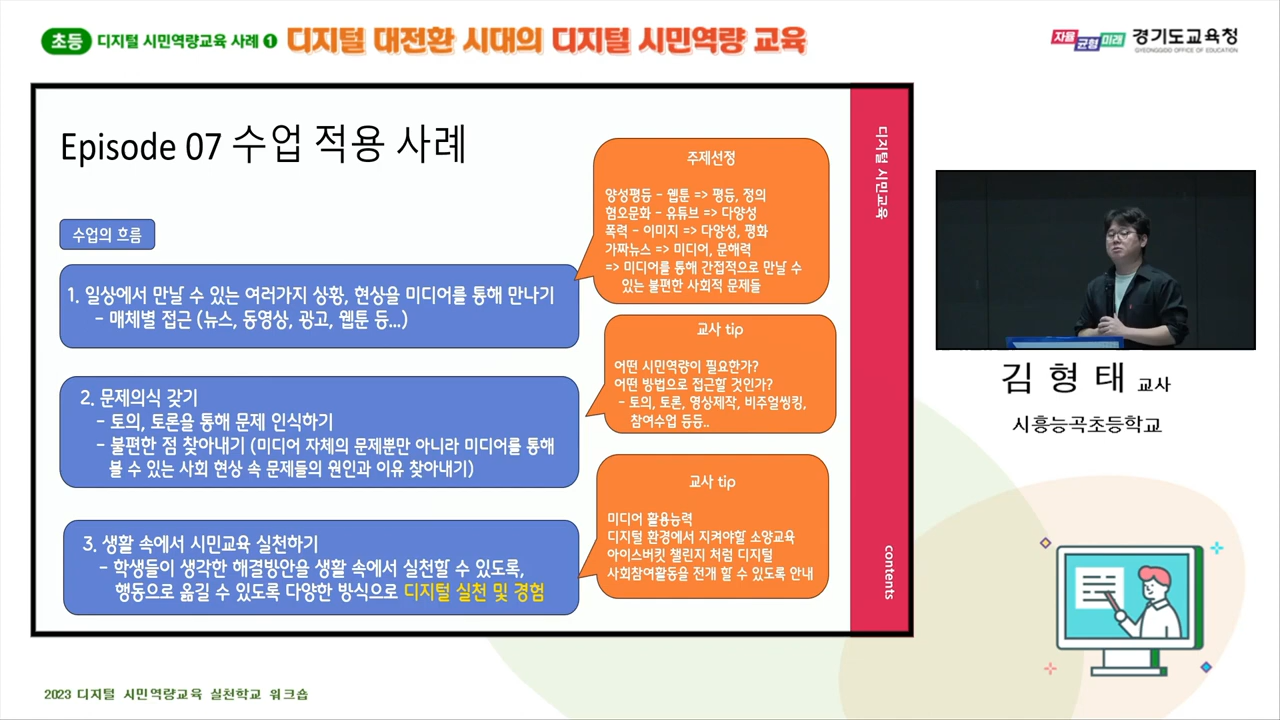 초등 디지털 시민역량교육 사례 ❶ 디지털 대전환 시대의 디지털 시민역량 교육
자율 균형 미래 경기도교육청
GYEONGGIDO OFFICE OF EDUCATION
Episode 07 수업 적용 사례
수업의 흐름
1. 일상에서 만날 수 있는 여러가지 상황, 현상을 미디어를 통해 만나기
- 매체별 접근 (뉴스, 동영상, 광고, 웹툰 등...)
2. 문제의식 갖기
- 토의, 토론을 통해 문제 인식하기
- 불편한 점 찾아내기 (미디어 자체의 문제뿐만 아니라 미디어를 통해
볼 수 있는 사회 현상 속 문제들의 원인과 이유 찾아내기)
3. 생활 속에서 시민교육 실천하기
- 학생들이 생각한 해결방안을 생활 속에서 실천할 수 있도록,
행동으로 옮길 수 있도록 다양한 방식으로 디지털 실천 및 경험
주제선정
양성평등 - 웹툰 => 평등, 정의
혐오문화 - 유튜브 => 다양성
폭력 - 이미지 => 다양성, 평화
가짜뉴스 => 미디어, 문해력
=> 미디어를 통해 간접적으로 만날 수
있는 불편한 사회적 문제들
교사 tip
어떤 시민역량이 필요한가?
어떤 방법으로 접근할 것인가?
- 토의, 토론, 영상제작, 비주얼씽킹,
참여수업 등등..
교사 tip
미디어 활용능력
디지털 환경에서 지켜야할 소양교육
아이스버킷 챌린지 처럼 디지털
사회참여활동을 전개 할 수 있도록 안내
디지털 시민교육
contents
김 형 태 교사
시흥능곡초등학교
2023 디지털 시민역량교육 실천학교 워크숍